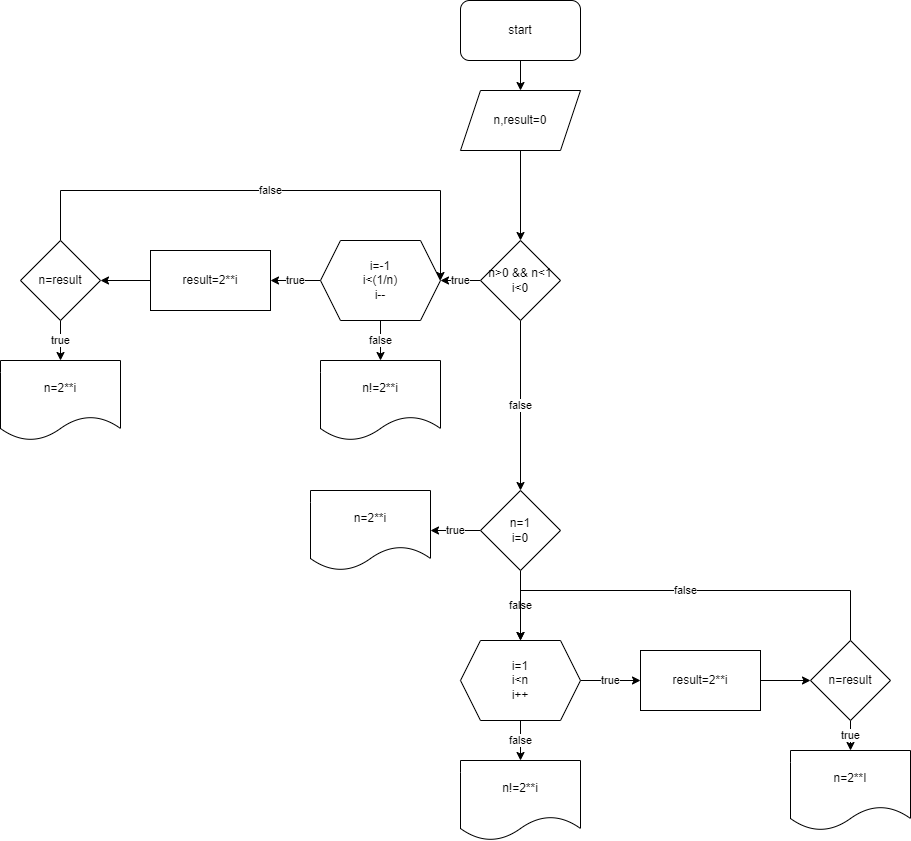 start
n,result=0
false
n=result
result=2**i
true
i=-1
i<(1/n)
i--
true
n>0 && n<1
i<0
true
false
n=2**i
n!=2**i
false
n=2**i
true
n=1
i=0
false
false
i=1
i<n
i++
true
result=2**i
n=result
false
true
n!=2**i
n=2**I